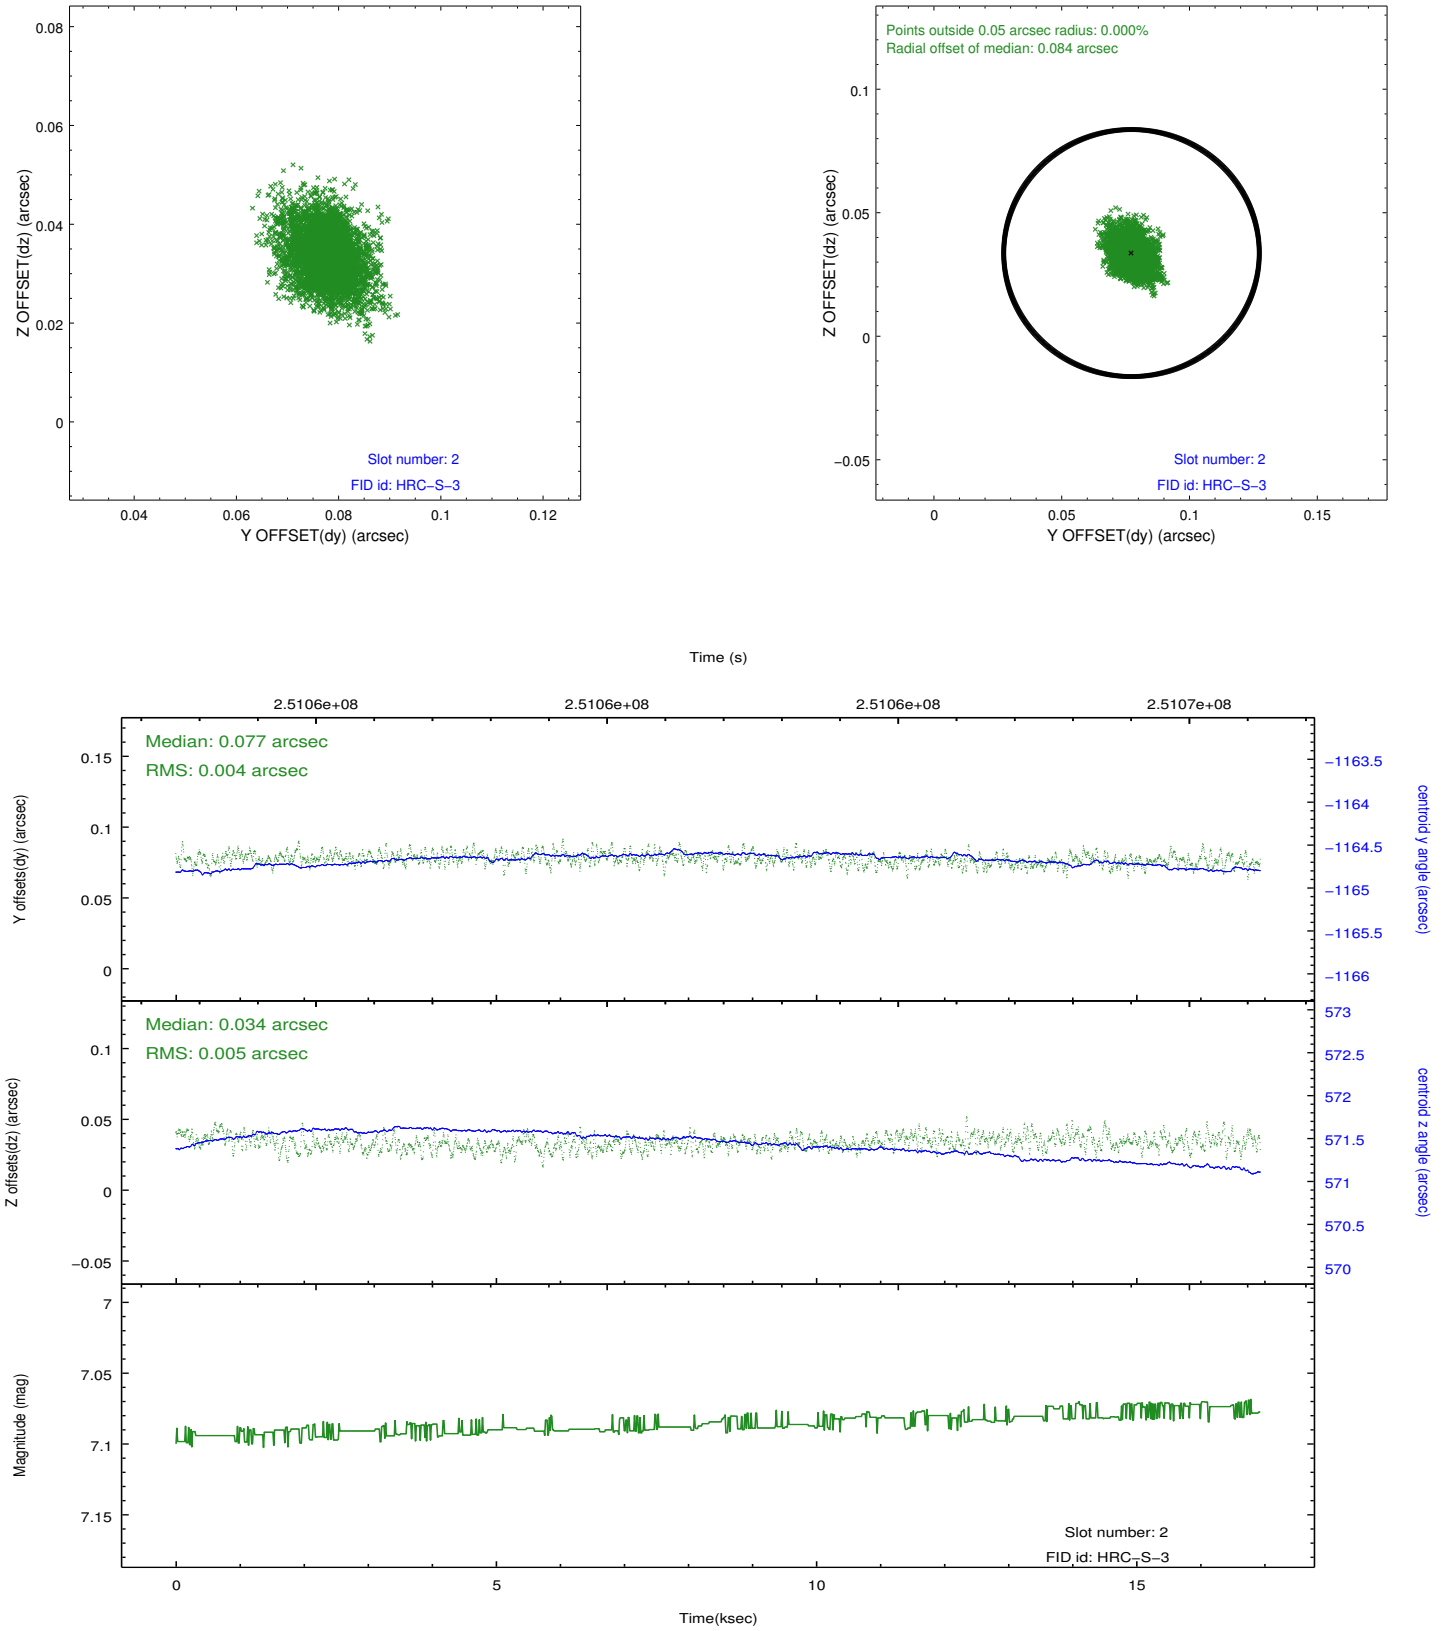 0.08
0.06
0.04
0.02
0
Z OFFSET(dz) (arcsec)
Slot number: 2
FID id: HRC−S−3
0.04 0.06 0.08 0.1 0.12
Y OFFSET(dy) (arcsec)
Points outside 0.05 arcsec radius: 0.000%
Radial offset of median: 0.084 arcsec
0.1
0.05
0
−0.05
Z OFFSET(dz) (arcsec)
Slot number: 2
FID id: HRC−S−3
0 0.05 0.1 0.15
Y OFFSET(dy) (arcsec)
Time (s)
2.5106e+08 2.5106e+08 2.5106e+08 2.5107e+08
Median: 0.077 arcsec
RMS: 0.004 arcsec
0.15
0.1
0.05
0
Y offsets(dy) (arcsec)
−1163.5
−1164
−1164.5
−1165
−1165.5
−1166
centroid y angle (arcsec)
Median: 0.034 arcsec
RMS: 0.005 arcsec
0.1
0.05
0
−0.05
Z offsets(dz) (arcsec)
573
572.5
572
571.5
571
570.5
570
centroid z angle (arcsec)
7
7.05
7.1
7.15
Magnitude (mag)
Slot number: 2
FID id: HRC−S−3
0 5 10 15
Time(ksec)